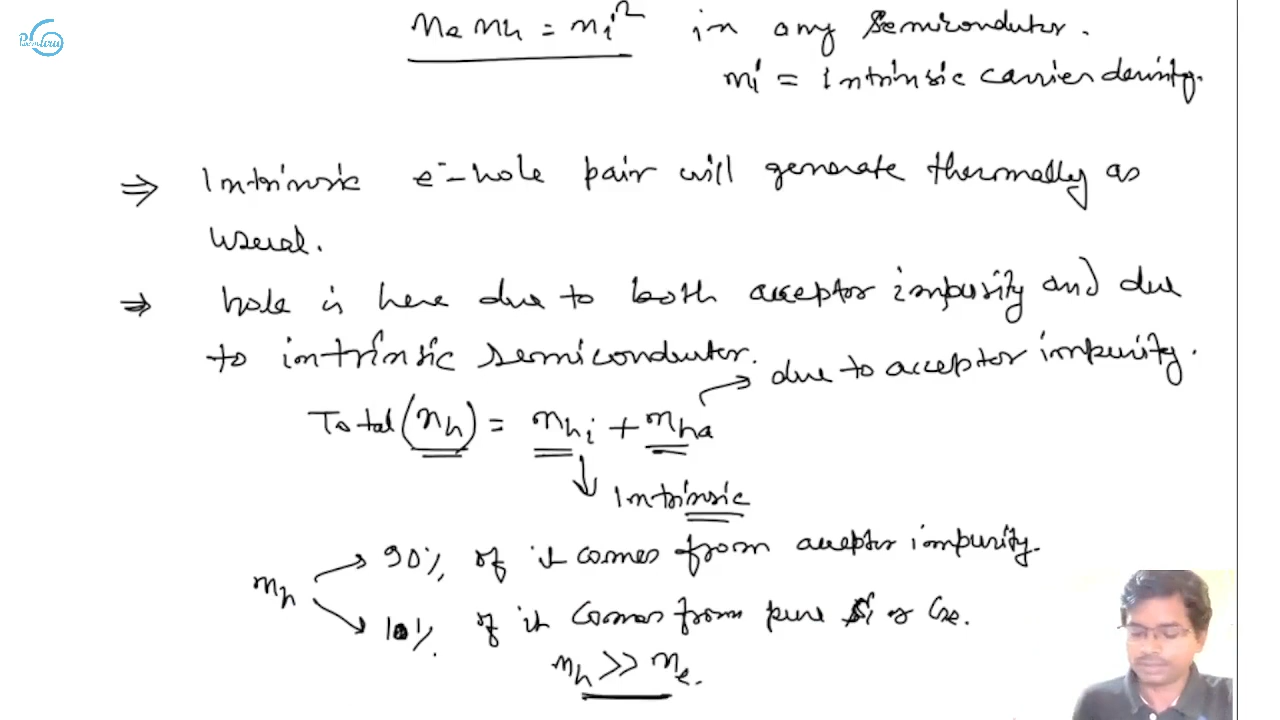 PhysicsGuru
nₑ nₕ = nᵢ² in any semiconductor.
nᵢ = Intrinsic carrier density.
⇒ Intrinsic e⁻-hole pair will generate thermally as
usual.
⇒ hole is here due to both acceptor impurity and due
to intrinsic semiconductor.
due to acceptor impurity.
Total (nₕ) = nₕᵢ + nₕₐ
Intrinsic
nₕ → 90% of it comes from acceptor impurity.
→ 10% of it comes from pure Si or Ge.
nₕ >> nₑ.